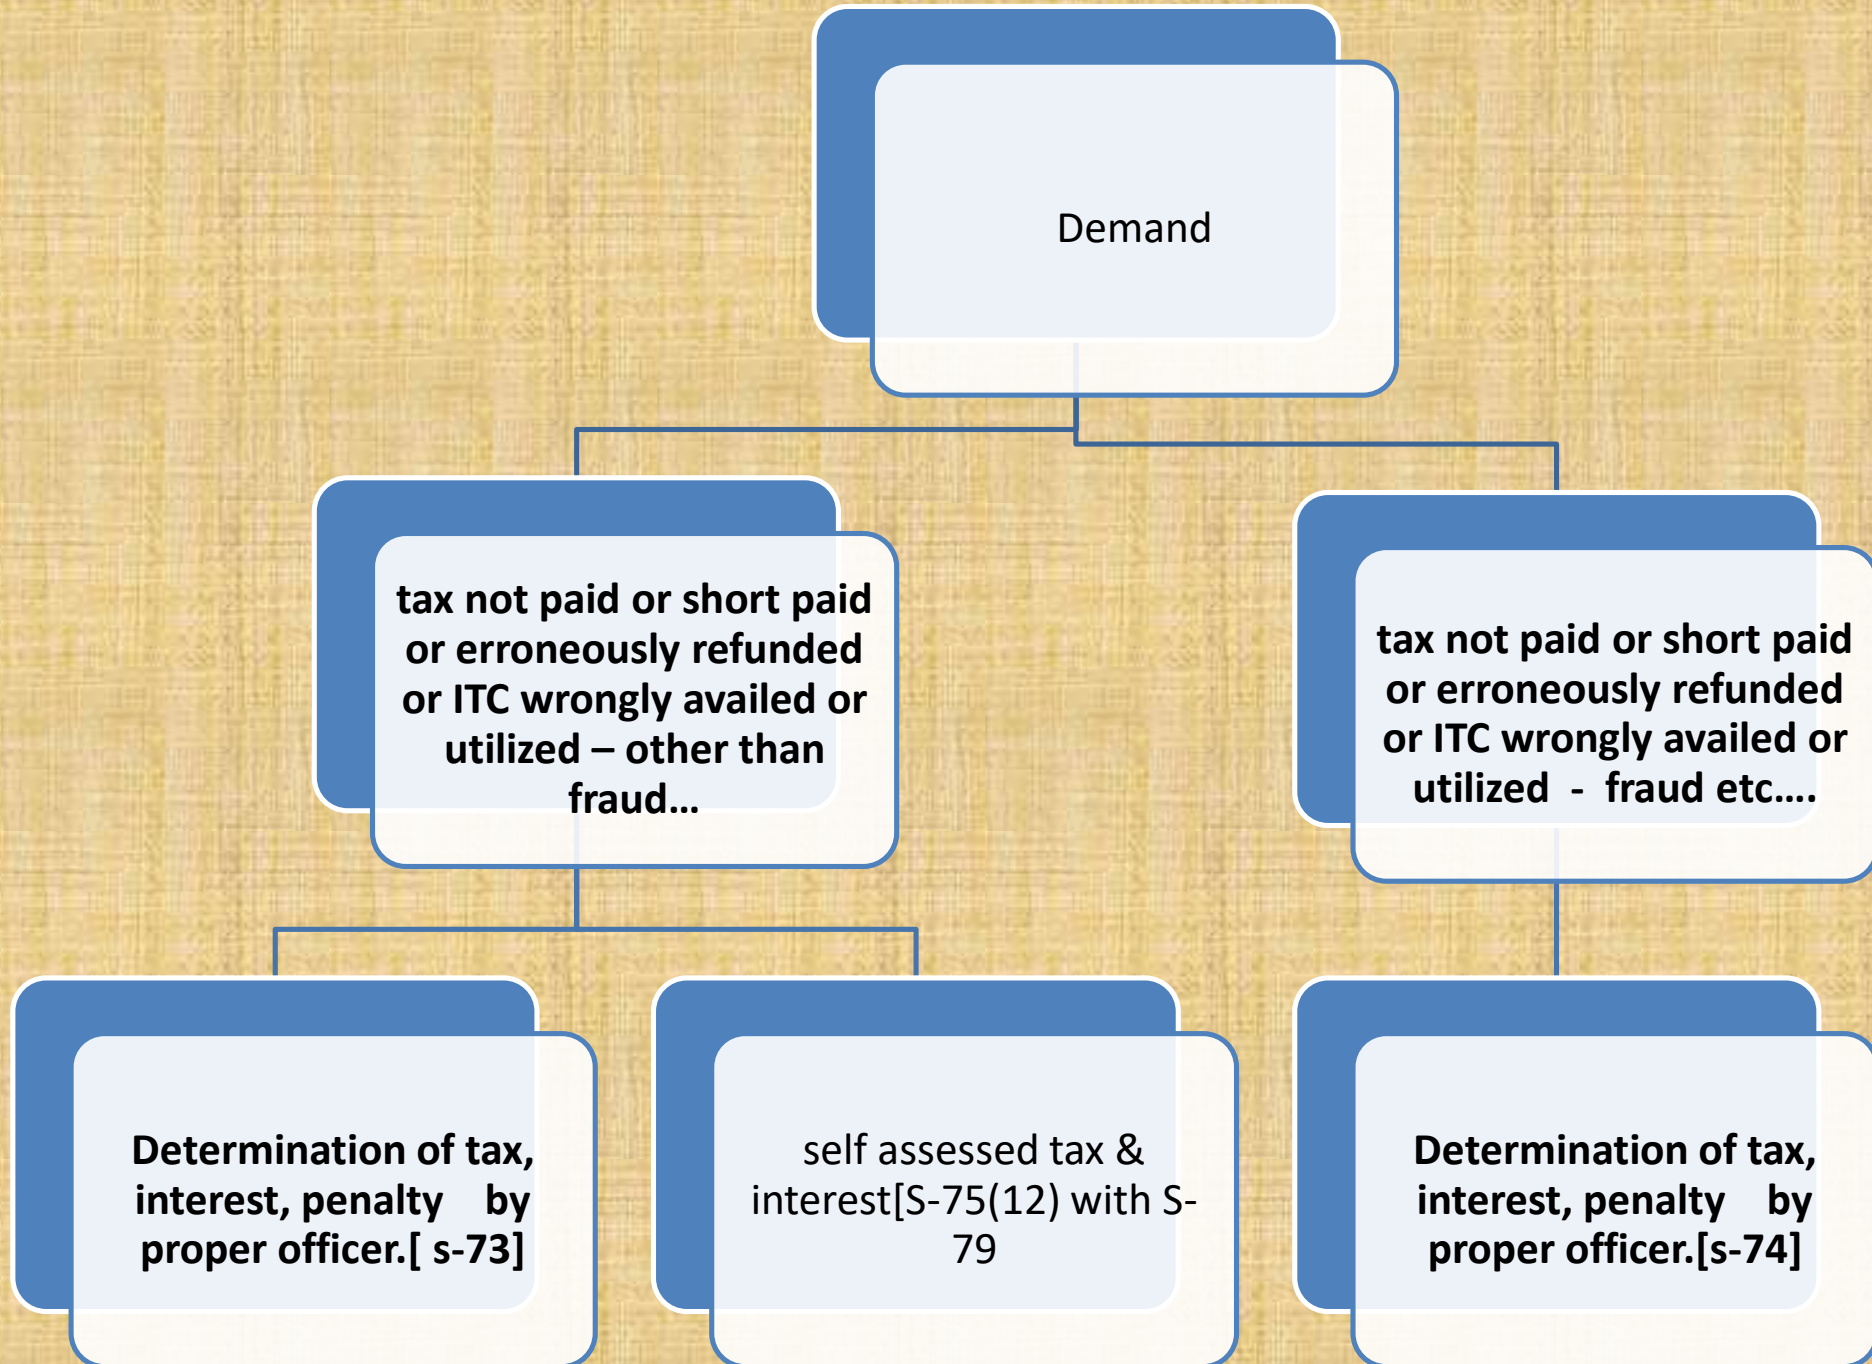 Demand
tax not paid or short paid
or erroneously refunded
or ITC wrongly availed or
utilized – other than
fraud...
tax not paid or short paid
or erroneously refunded
or ITC wrongly availed or
utilized - fraud etc....
Determination of tax,
interest, penalty by
proper officer.[ s-73]
self assessed tax &
interest[S-75(12) with S-
79
Determination of tax,
interest, penalty by
proper officer.[s-74]